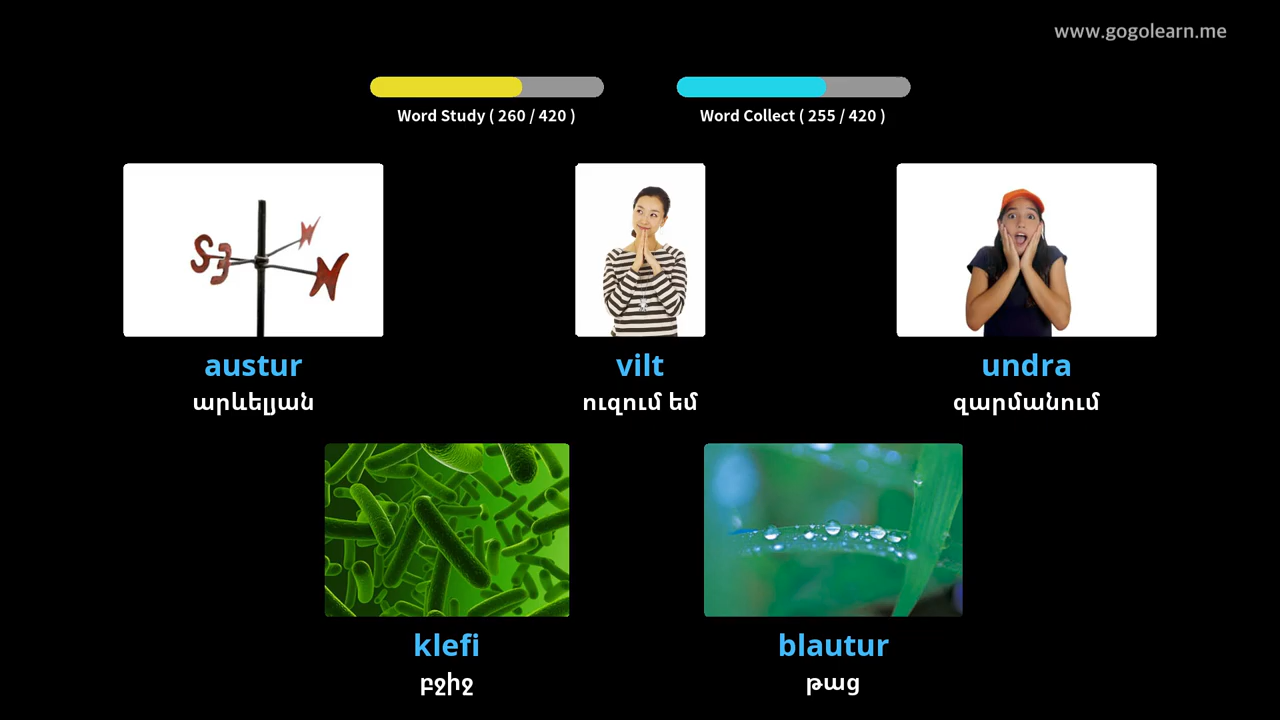 www.gogolearn.me
Word Study ( 260 / 420 )
Word Collect ( 255 / 420 )
S
E
N
W
austur
արևելյան
vilt
ուզում եմ
undra
զարմանում
klefi
բջիջ
blautur
թաց